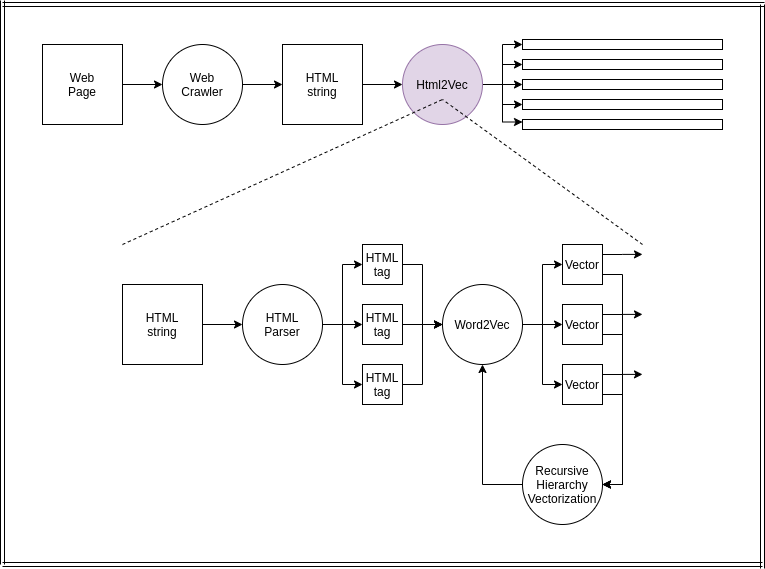 Web
Page
Web
Crawler
HTML
string
Html2Vec
HTML
string
HTML
Parser
HTML
tag
HTML
tag
HTML
tag
Word2Vec
Vector
Vector
Vector
Recursive
Hierarchy
Vectorization